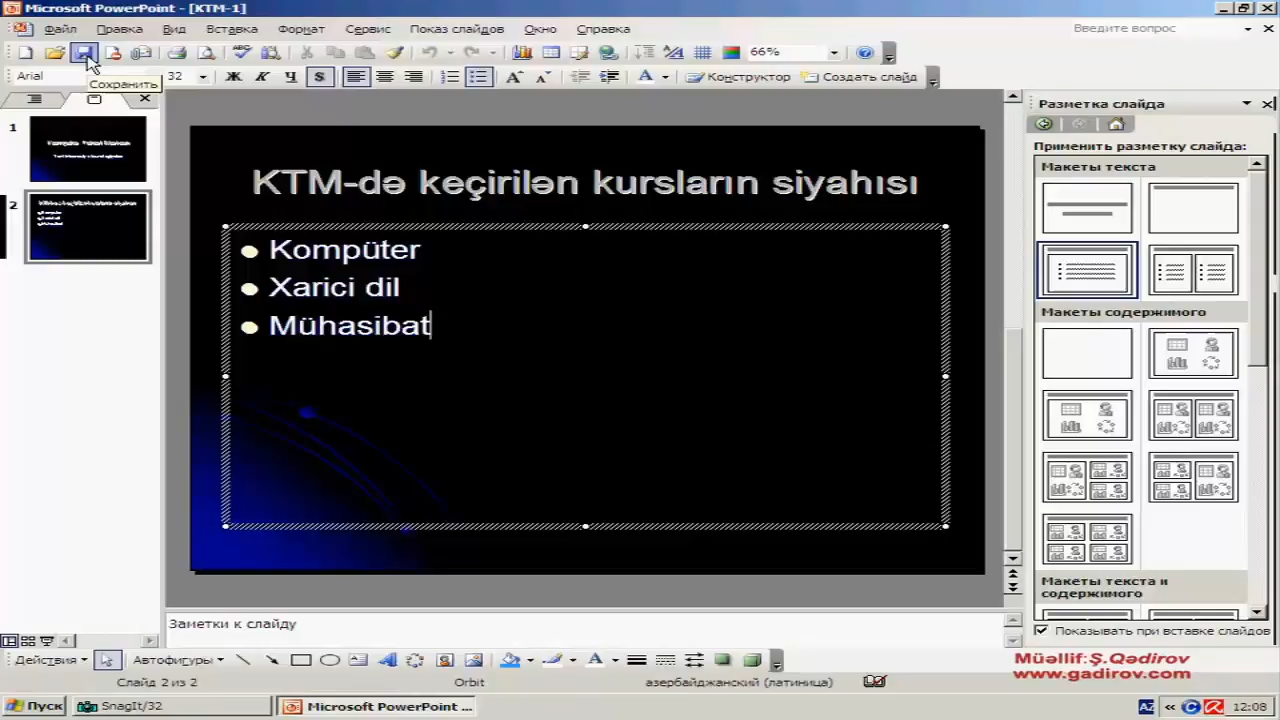 Microsoft PowerPoint - [KTM-1]
Файл Правка Вид Вставка Формат Сервис Показ слайдов Окно Справка Введите вопрос
66%
Arial 32 Ж К Ч S Конструктор Создать слайд
Сохранить
Разметка слайда
Применить разметку слайда:
Макеты текста
Макеты содержимого
Макеты текста и
содержимого
Показывать при вставке слайдов
1
2
KTM-də keçirilən kursların siyahısı
Kompüter
Xarici dil
Mühasibat
Заметки к слайду
Действия Автофигуры
Müəllif:Ş.Qədirov
www.gadirov.com
Слайд 2 из 2 Orbit азербайджанский (латиница)
Пуск SnagIt/32 Microsoft PowerPoint ... AZ « 12:08